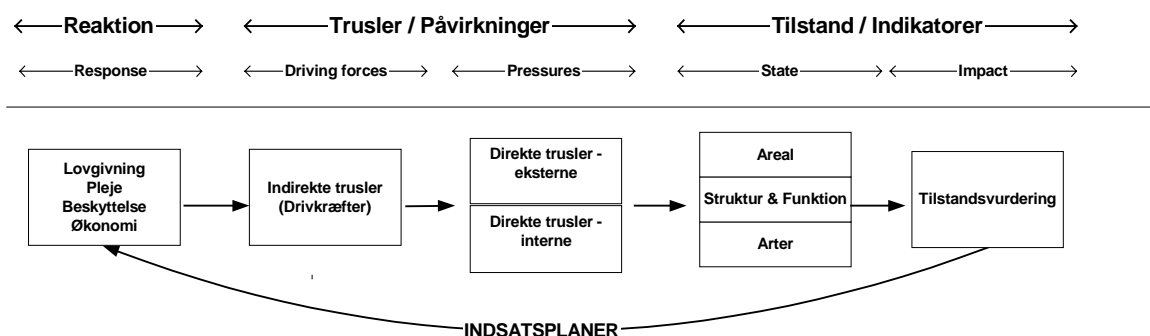 Reaktion
Trusler / Påvirkninger
Tilstand / Indikatorer
Response
Driving forces
Pressures
State
Impact
Lovgivning
Pleje
Beskyttelse
Økonomi
Indirekte trusler
(Drivkræfter)
Direkte trusler -
eksterne
Direkte trusler -
interne
Areal
Struktur & Funktion
Arter
Tilstandsvurdering
INDSATSPLANER